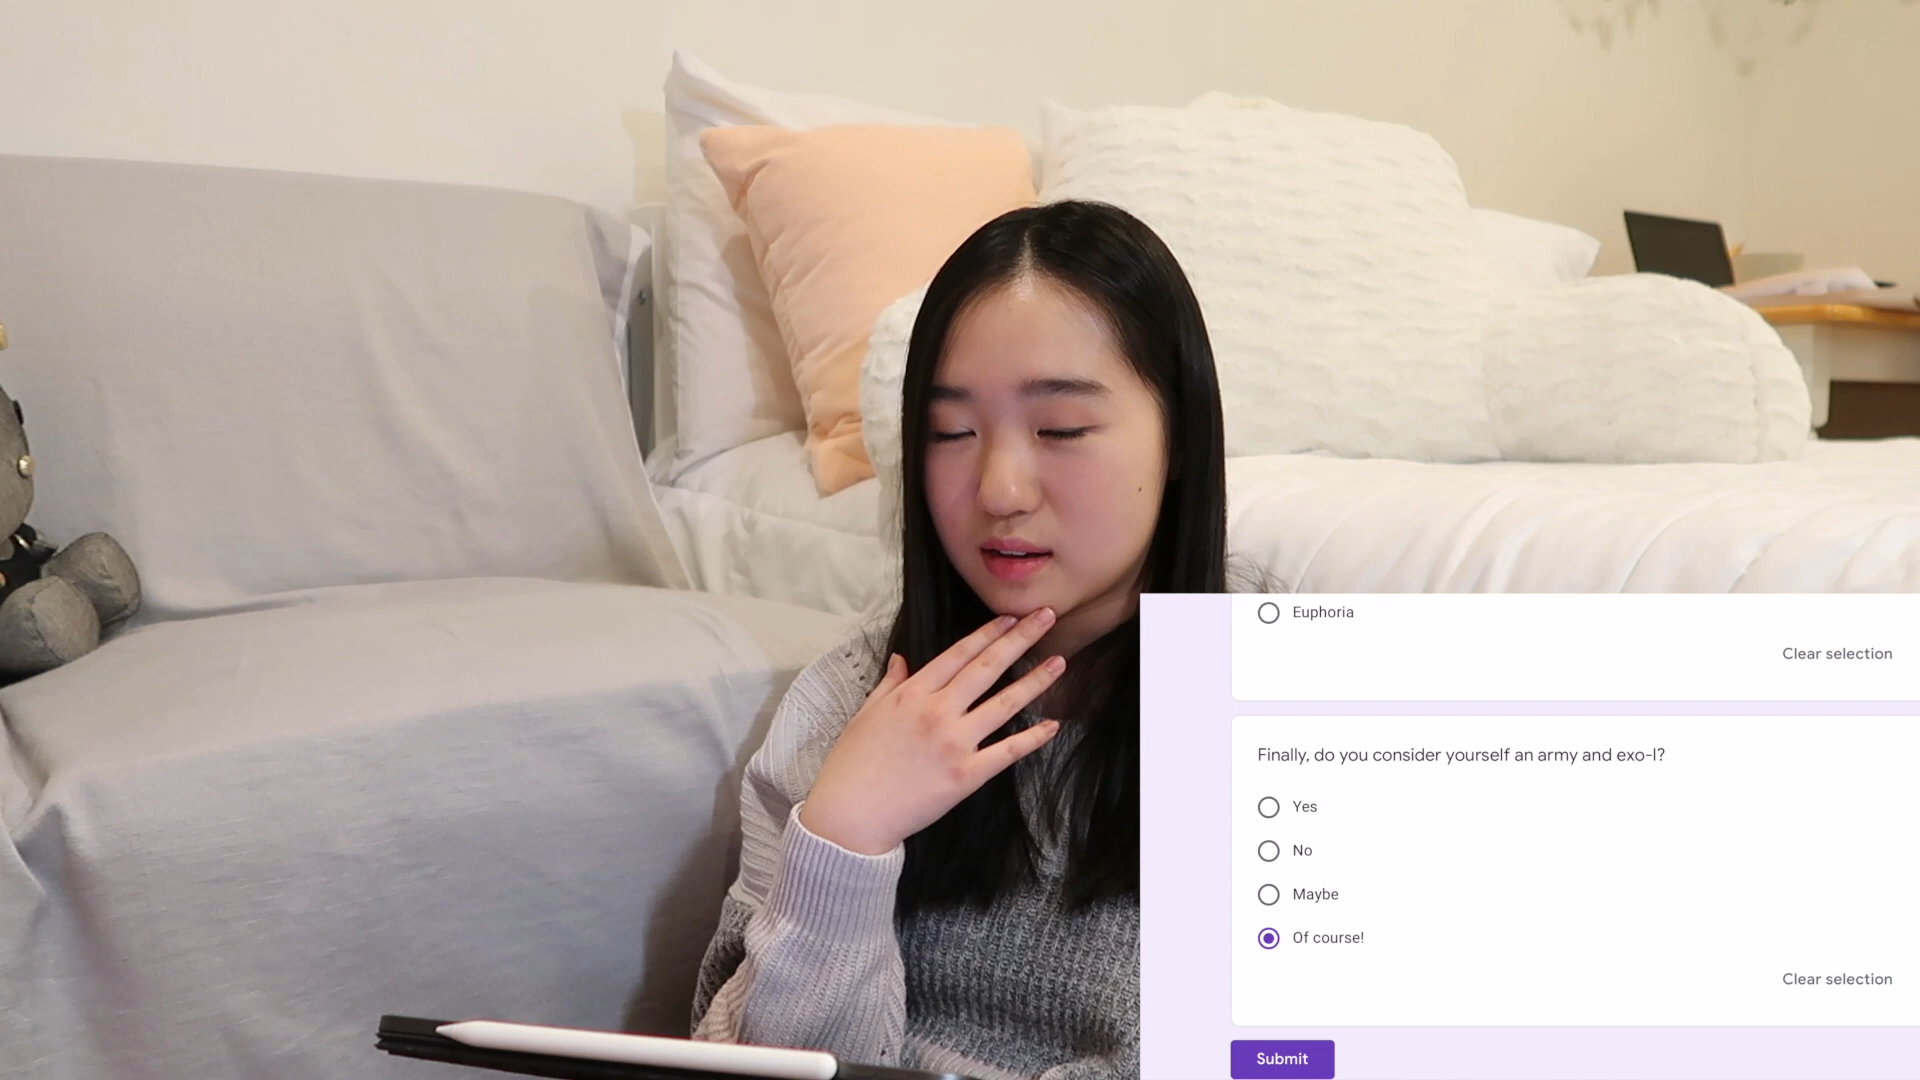 Euphoria
Clear selection
Finally, do you consider yourself an army and exo-l?
Yes
No
Maybe
Of course!
Clear selection
Submit